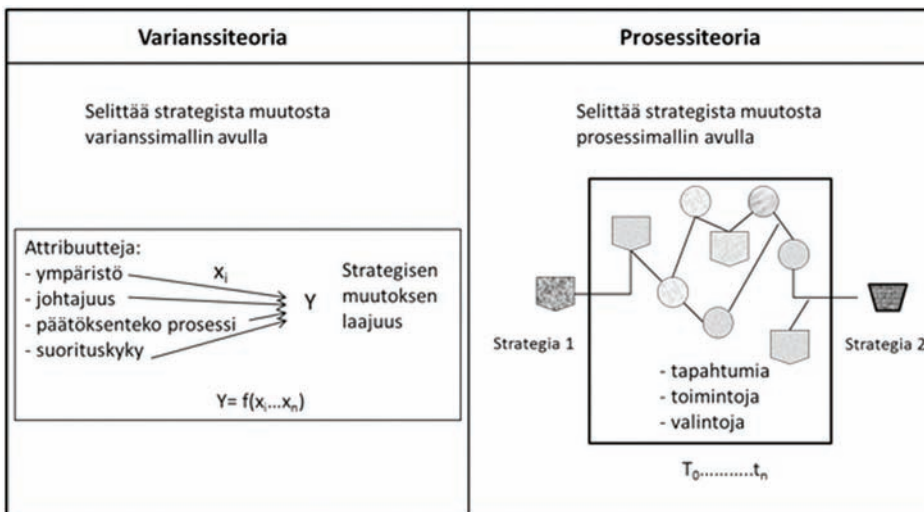 Varianssiteoria
Selittää strategista muutosta
varianssimallin avulla
Attribuutteja:
- ympäristö
- johtajuus
- päätöksenteko prosessi
- suorituskyky
xᵢ
Y
Strategisen
muutoksen
laajuus
Y= f(xᵢ...xₙ)
Prosessiteoria
Selittää strategista muutosta
prosessimallin avulla
Strategia 1
Strategia 2
- tapahtumia
- toimintoja
- valintoja
T₀...........tₙ